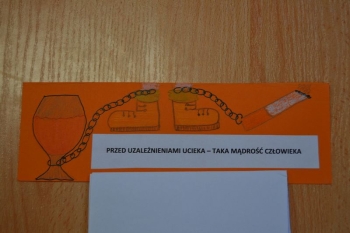 PRZED UZALEŻNIENIAMI UCIEKA – TAKA MĄDROŚĆ CZŁOWIEKA